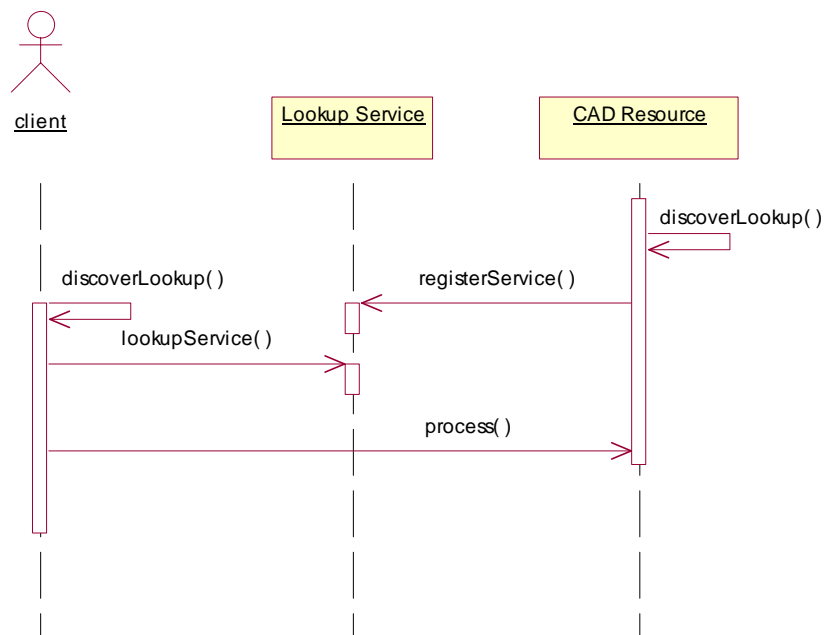 client
Lookup Service
CAD Resource
discoverLookup( )
discoverLookup( )
registerService( )
lookupService( )
process( )